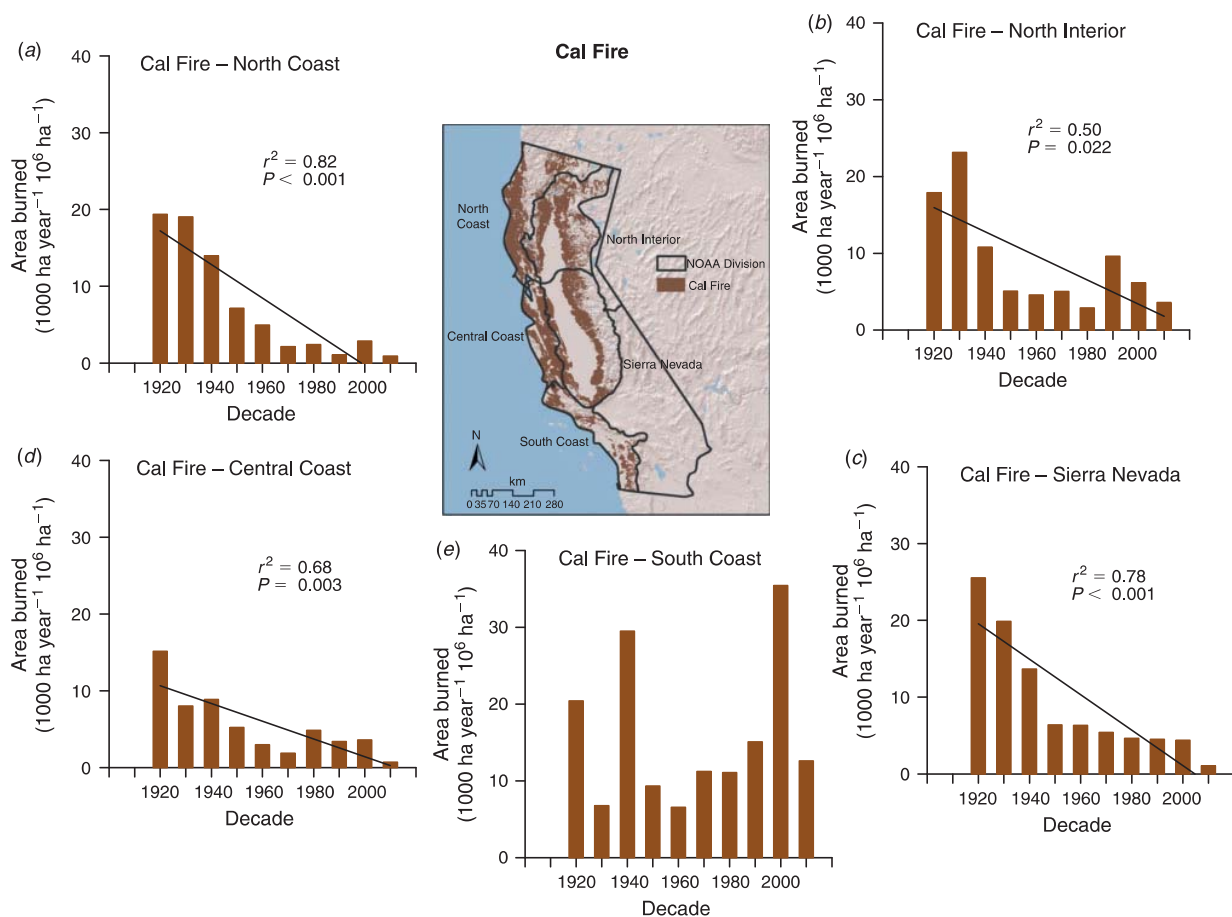 (a)
Cal Fire – North Coast
r² = 0.82
P < 0.001
Area burned
(1000 ha year⁻¹ 10⁶ ha⁻¹)
40
30
20
10
0
1920 1940 1960 1980 2000
Decade
Cal Fire
North
Coast
North Interior
NOAA Division
Cal Fire
Central Coast
Sierra Nevada
South Coast
N
km
0 35 70 140 210 280
(b)
Cal Fire – North Interior
r² = 0.50
P = 0.022
Area burned
(1000 ha year⁻¹ 10⁶ ha⁻¹)
40
30
20
10
0
1920 1940 1960 1980 2000
Decade
(d)
Cal Fire – Central Coast
r² = 0.68
P = 0.003
Area burned
(1000 ha year⁻¹ 10⁶ ha⁻¹)
40
30
20
10
0
1920 1940 1960 1980 2000
Decade
(e)
Cal Fire – South Coast
Area burned
(1000 ha year⁻¹ 10⁶ ha⁻¹)
40
30
20
10
0
1920 1940 1960 1980 2000
Decade
(c)
Cal Fire – Sierra Nevada
r² = 0.78
P < 0.001
Area burned
(1000 ha year⁻¹ 10⁶ ha⁻¹)
40
30
20
10
0
1920 1940 1960 1980 2000
Decade